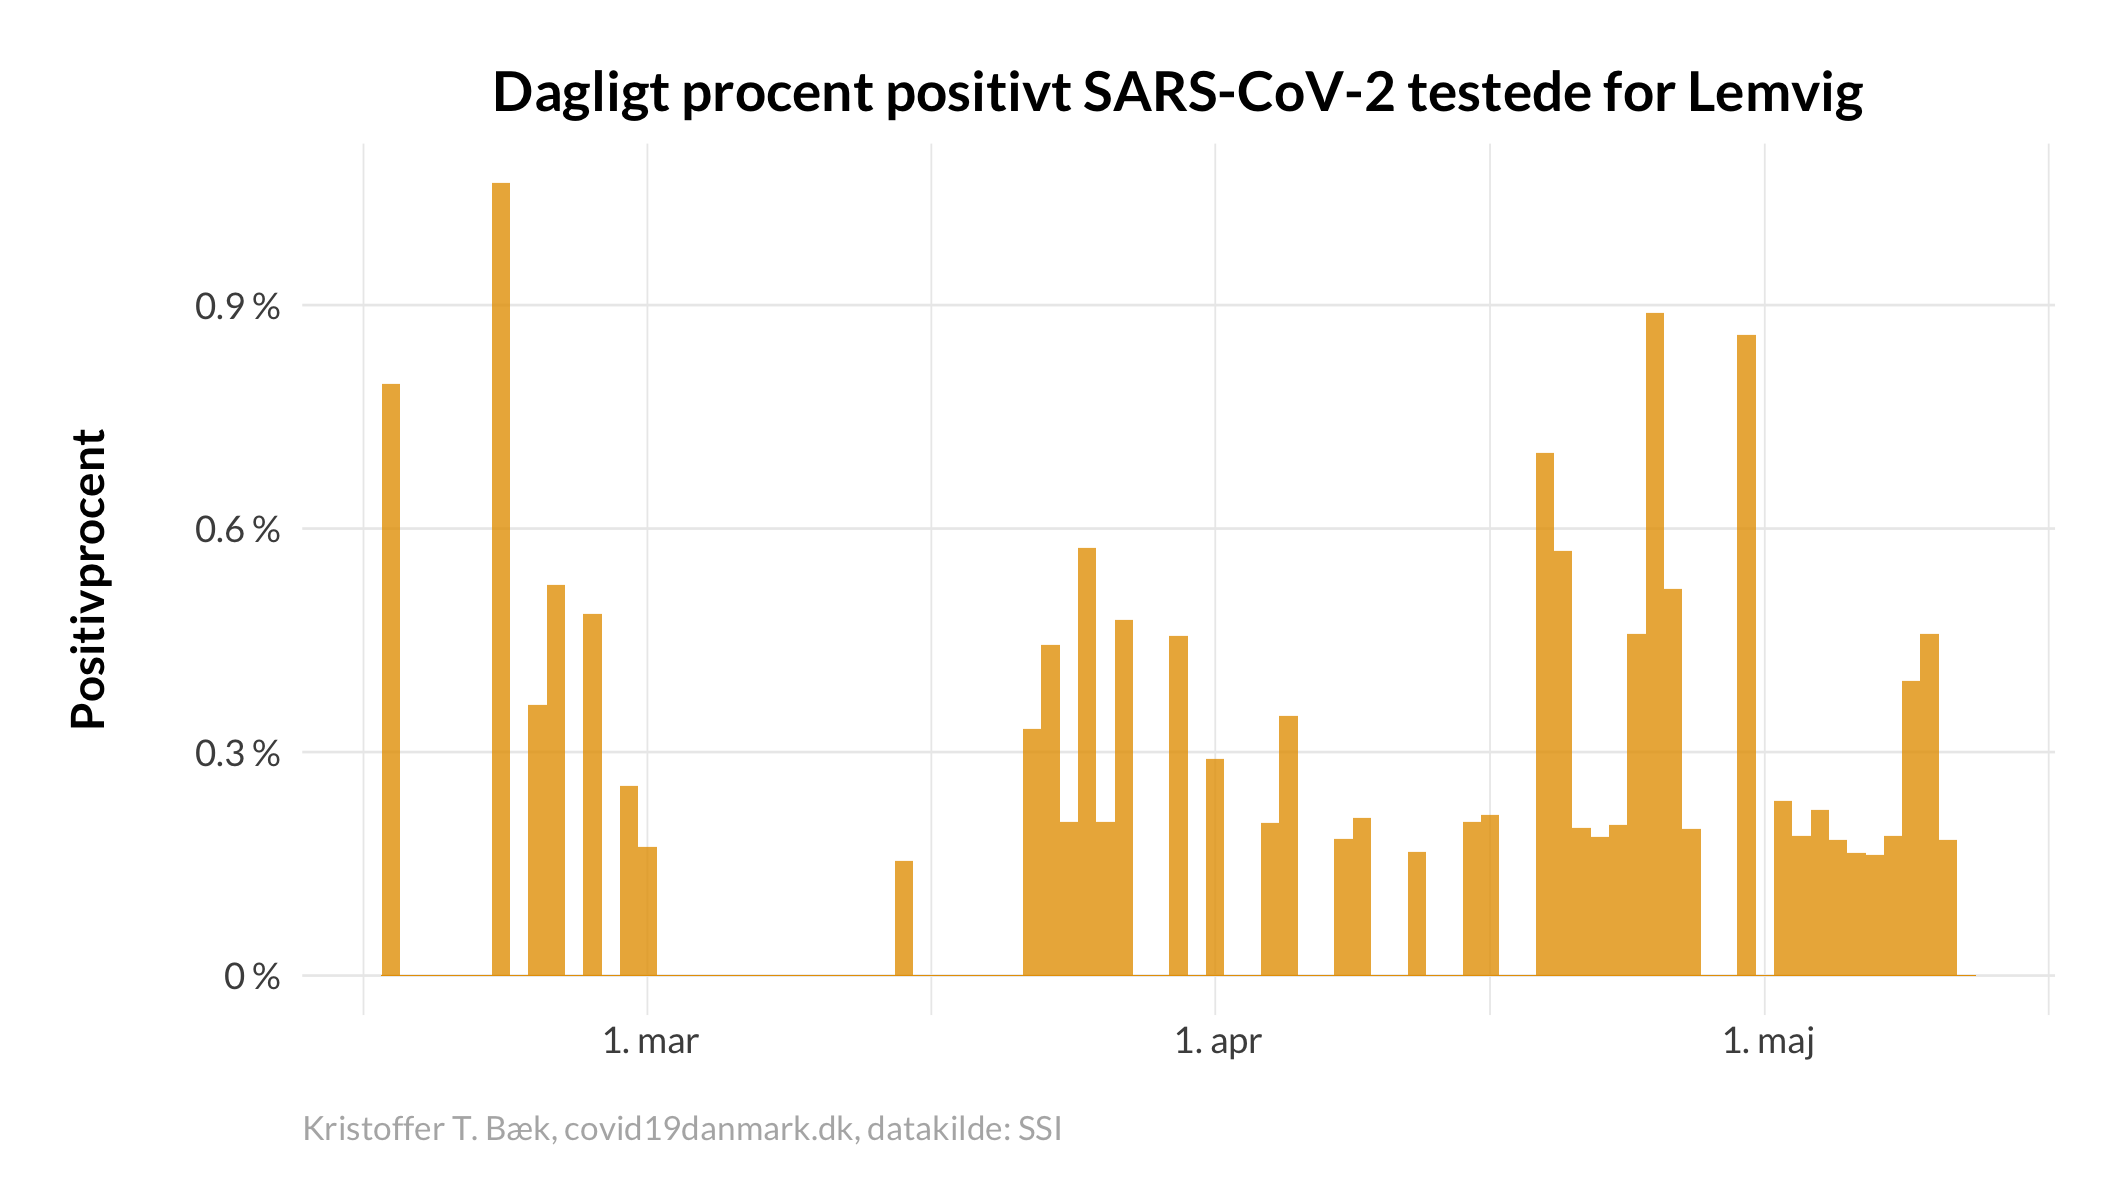 Dagligt procent positivt SARS-CoV-2 testede for Lemvig
Positivprocent
0.9 %
0.6 %
0.3 %
0 %
1. mar
1. apr
1. maj
Kristoffer T. Bæk, covid19danmark.dk, datakilde: SSI